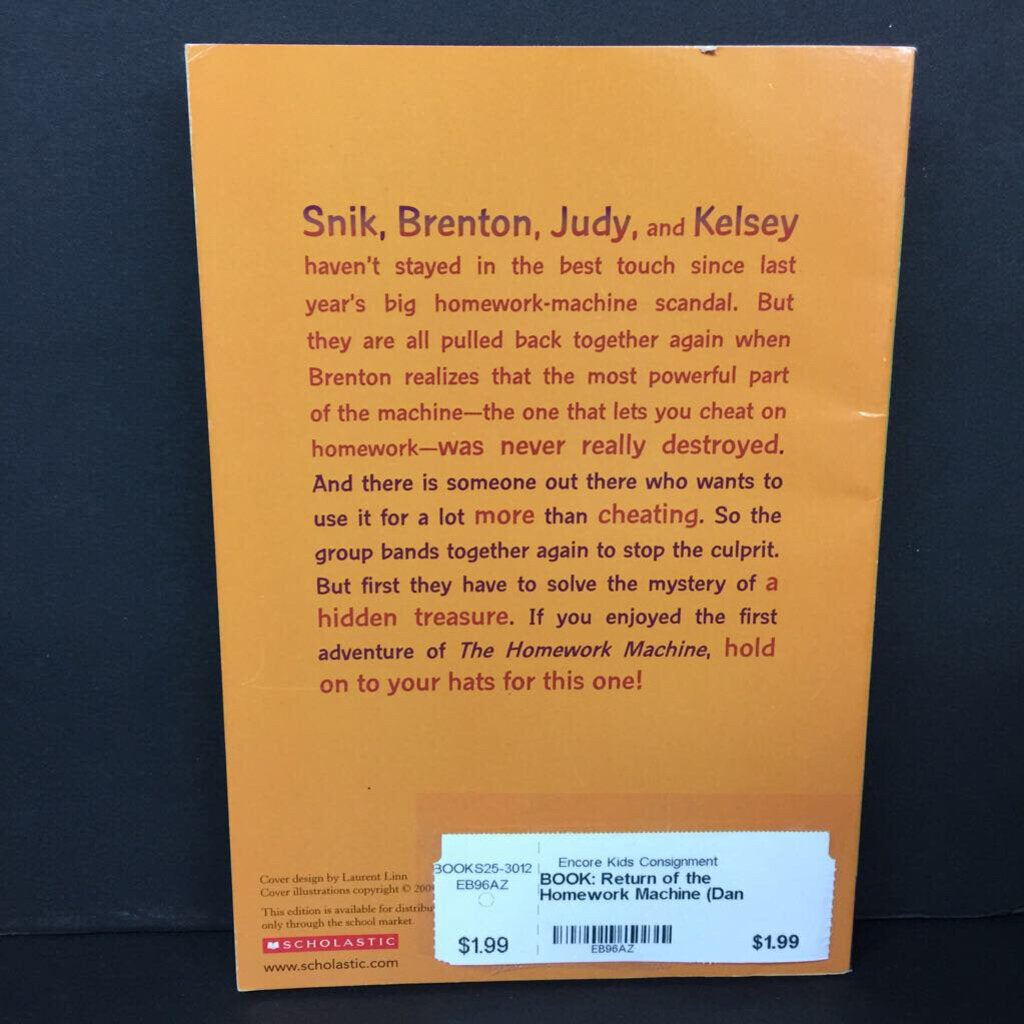 Snik, Brenton, Judy, and Kelsey
haven't stayed in the best touch since last
year's big homework-machine scandal. But
they are all pulled back together again when
Brenton realizes that the most powerful part
of the machine—the one that lets you cheat on
homework—was never really destroyed.
And there is someone out there who wants to
use it for a lot more than cheating. So the
group bands together again to stop the culprit.
But first they have to solve the mystery of a
hidden treasure. If you enjoyed the first
adventure of The Homework Machine, hold
on to your hats for this one!
Cover design by Laurent Linn
Cover illustrations copyright ©
This edition is available for
only through the school market.
SCHOLASTIC
www.scholastic.com
BOOKS25-3012
EB96AZ
$1.99
Encore Kids Consignment
BOOK: Return of the
Homework Machine (Dan
EB96AZ
$1.99